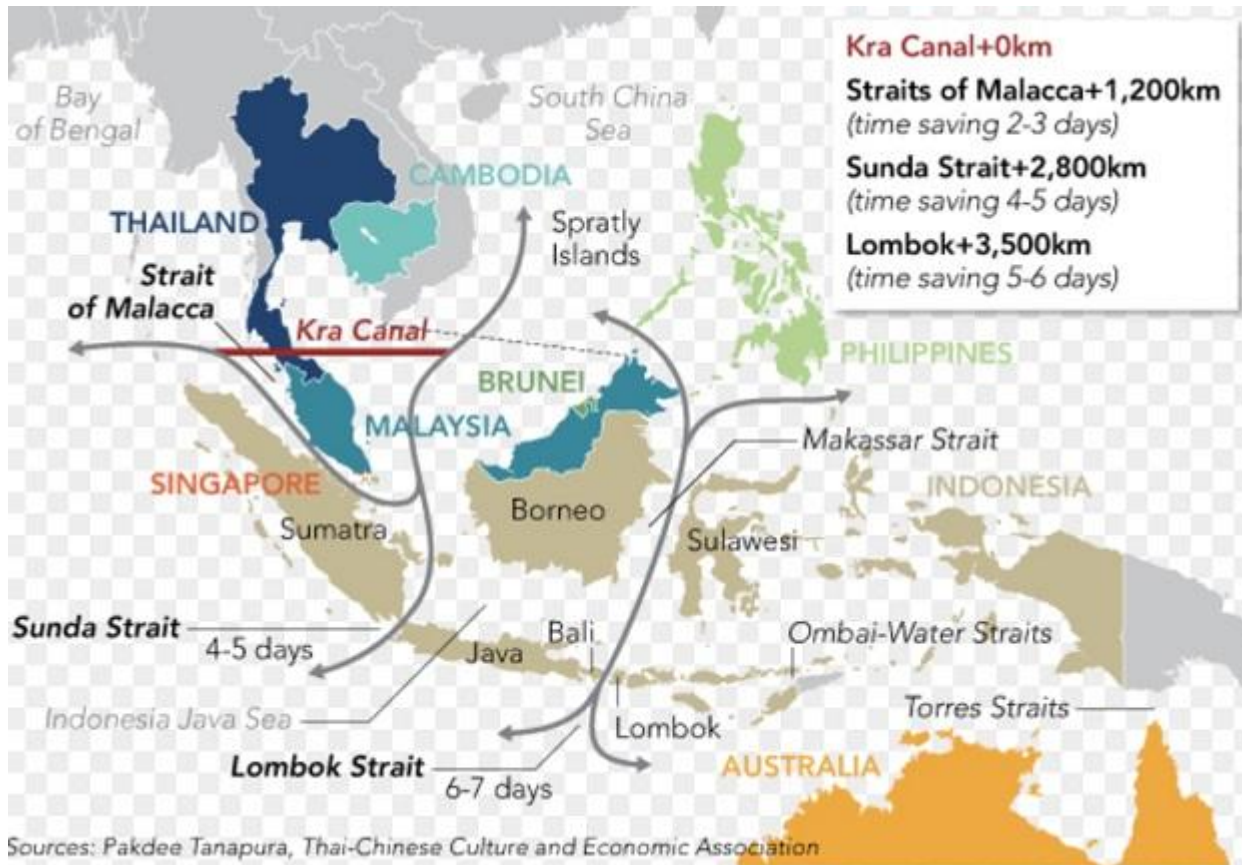 Kra Canal+0km
Straits of Malacca+1,200km
(time saving 2-3 days)
Sunda Strait+2,800km
(time saving 4-5 days)
Lombok+3,500km
(time saving 5-6 days)
Bay
of Bengal
South China
Sea
CAMBODIA
THAILAND
Spratly
Islands
Strait
of Malacca
Kra Canal
PHILIPPINES
BRUNEI
MALAYSIA
Makassar Strait
SINGAPORE
INDONESIA
Sumatra
Borneo
Sulawesi
Sunda Strait
4-5 days
Java
Bali
Ombai-Water Straits
Indonesia Java Sea
Lombok
Torres Straits
Lombok Strait
6-7 days
AUSTRALIA
Sources: Pakdee Tanapura, Thai-Chinese Culture and Economic Association